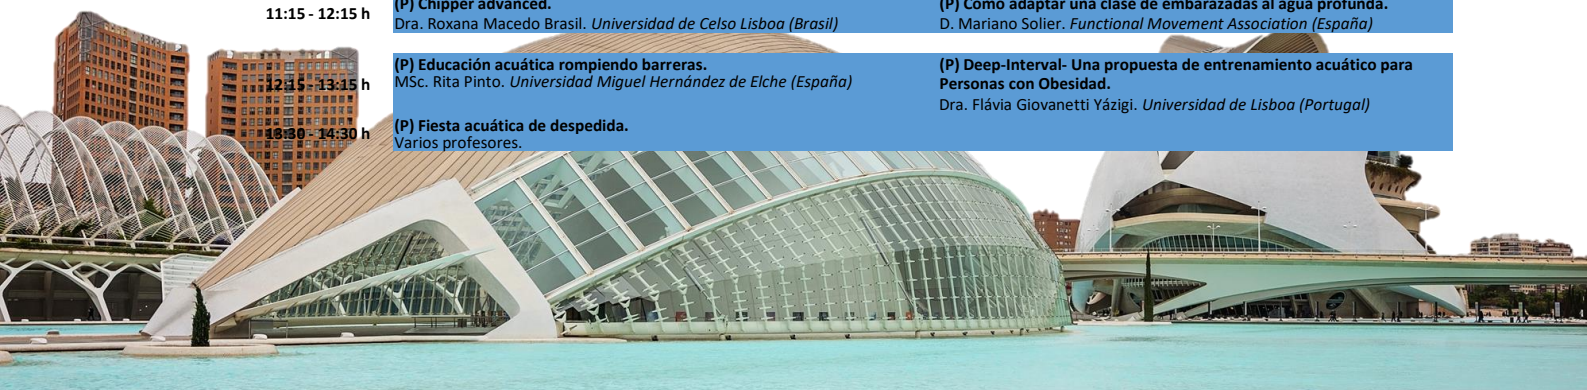 11:15 - 12:15 h
(P) Chipper advanced.
Dra. Roxana Macedo Brasil. Universidad de Celso Lisboa (Brasil)
(P) Cómo adaptar una clase de embarazadas al agua profunda.
D. Mariano Solier. Functional Movement Association (España)
12:15 - 13:15 h
(P) Educación acuática rompiendo barreras.
MSc. Rita Pinto. Universidad Miguel Hernández de Elche (España)
(P) Deep-Interval- Una propuesta de entrenamiento acuático para
Personas con Obesidad.
Dra. Flávia Giovanetti Yázigi. Universidad de Lisboa (Portugal)
13:30 - 14:30 h
(P) Fiesta acuática de despedida.
Varios profesores.